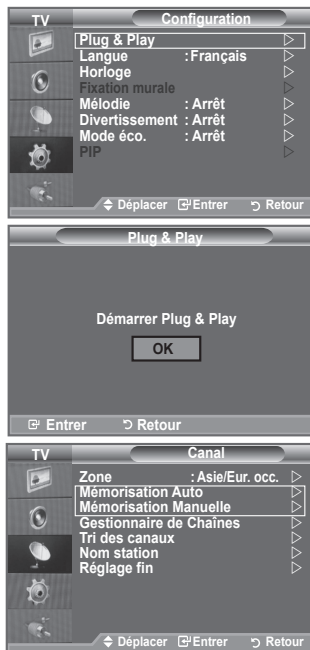 TV
Configuration
Plug & Play
Langue : Français
Horloge
Fixation murale
Mélodie : Arrêt
Divertissement : Arrêt
Mode éco. : Arrêt
PIP
Déplacer Entrer Retour
Plug & Play
Démarrer Plug & Play
OK
Entrer Retour
TV
Canal
Zone : Asie/Eur. occ.
Mémorisation Auto
Mémorisation Manuelle
Gestionnaire de Chaînes
Tri des canaux
Nom station
Réglage fin
Déplacer Entrer Retour